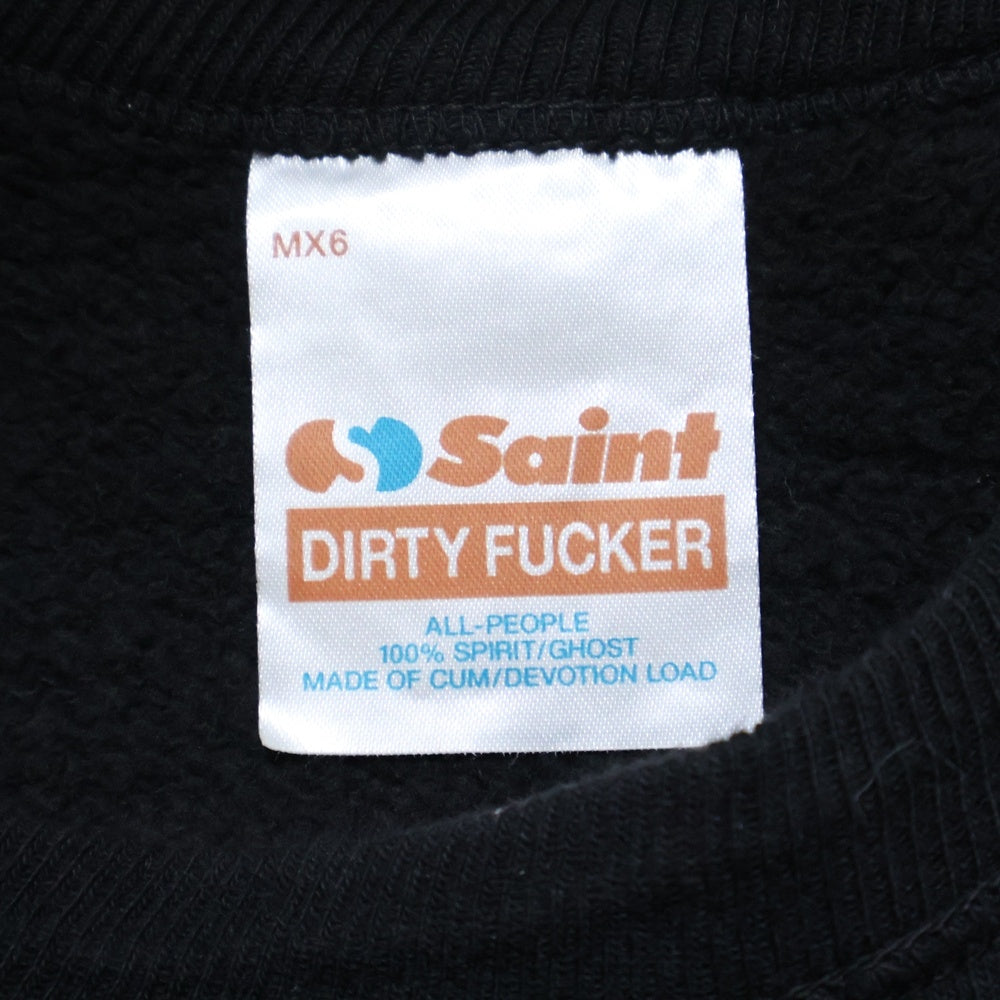 MX6
Saint
DIRTY FUCKER
ALL-PEOPLE
100% SPIRIT/GHOST
MADE OF CUM/DEVOTION LOAD